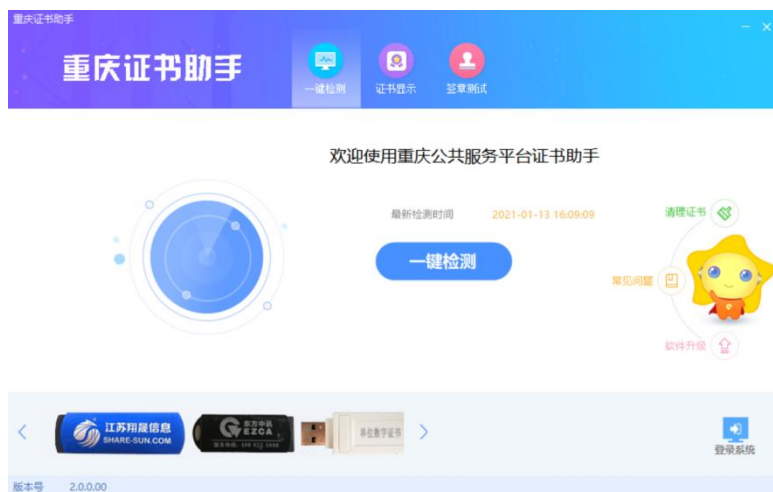 重庆证书助手
重庆证书助手
一键检测
证书显示
签章测试
欢迎使用重庆公共服务平台证书助手
最新检测时间 2021-01-13 16:09:09
一键检测
清理证书
常见问题
软件升级
江苏翔晟信息
SHARE-SUN.COM
东方中讯
EZCA
单位数字证书
登录系统
版本号 2.0.0.00